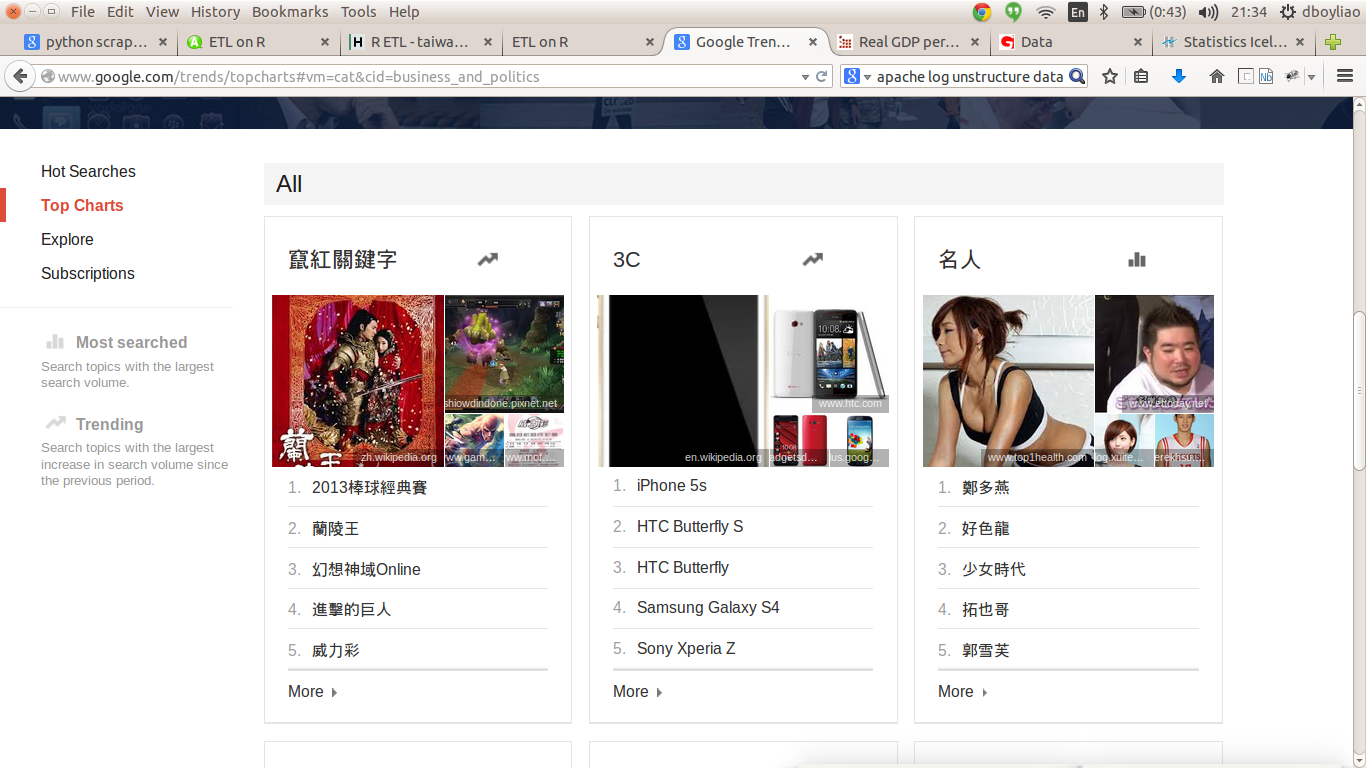 File Edit View History Bookmarks Tools Help
En (0:43) 21:34 dboyliao
python scrap…
ETL on R
R ETL - taiwa…
ETL on R
Google Tren…
Real GDP per…
Data
Statistics Icel…
www.google.com/trends/topcharts#vm=cat&cid=business_and_politics
apache log unstructure data
Hot Searches
Top Charts
Explore
Subscriptions
Most searched
Search topics with the largest
search volume.
Trending
Search topics with the largest
increase in search volume since
the previous period.
All
竄紅關鍵字
蘭陵王
zh.wikipedia.org
showdindone.pixnet.net
ww.gam…
ww.mof.…
1. 2013棒球經典賽
2. 蘭陵王
3. 幻想神域Online
4. 進擊的巨人
5. 威力彩
More
3C
en.wikipedia.org
www.htc.com
adgetsd…
lus.goog…
1. iPhone 5s
2. HTC Butterfly S
3. HTC Butterfly
4. Samsung Galaxy S4
5. Sony Xperia Z
More
名人
www.top1health.com
www.ettoday.net
log.xuite…
erekhsu…
1. 鄭多燕
2. 好色龍
3. 少女時代
4. 拓也哥
5. 郭雪芙
More